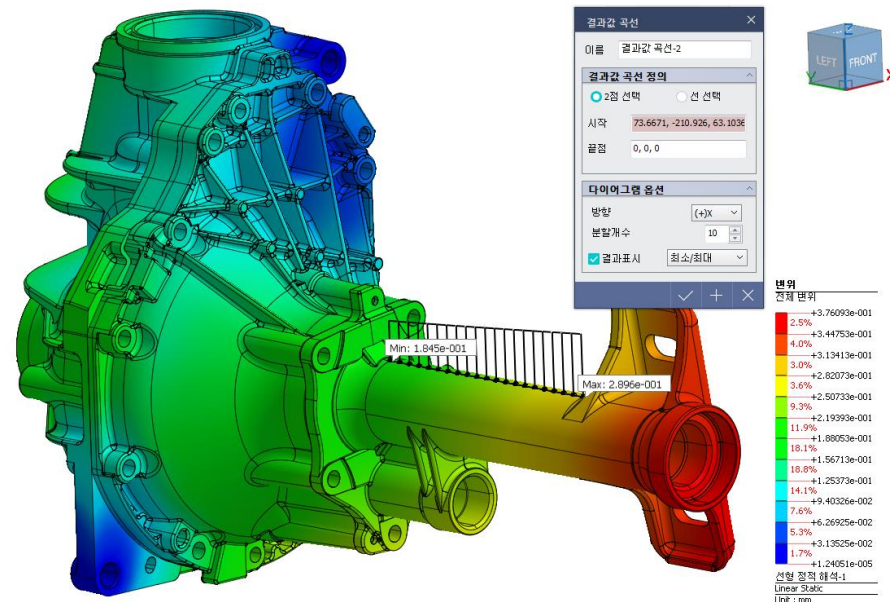 결과값 곡선
이름 결과값 곡선-2
결과값 곡선 정의
2점 선택 선 선택
시작 73.6671, -210.926, 63.1036
끝점 0, 0, 0
다이어그램 옵션
방향 (+)X
분할개수 10
결과표시 최소/최대
Z
LEFT FRONT
Y X
Min: 1.845e-001
Max: 2.896e-001
변위
전체 변위
+3.76093e-001
2.5%
+3.44753e-001
4.0%
+3.13413e-001
3.0%
+2.82073e-001
3.6%
+2.50733e-001
9.3%
+2.19393e-001
11.9%
+1.88053e-001
18.1%
+1.56713e-001
18.8%
+1.25373e-001
14.1%
+9.40326e-002
7.6%
+6.26925e-002
5.3%
+3.13525e-002
1.7%
+1.24051e-005
선형 정적 해석-1
Linear Static
Unit : mm